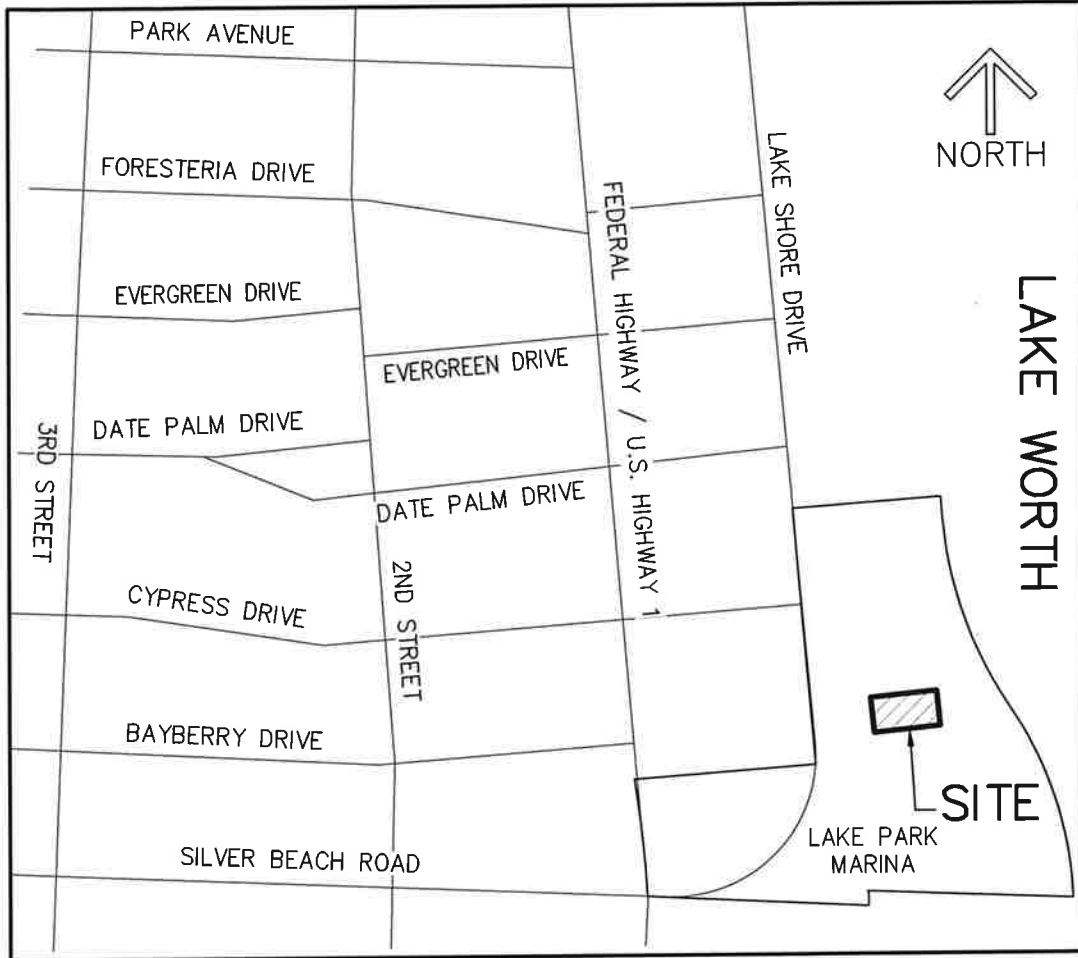 PARK AVENUE
NORTH
FORESTERIA DRIVE
LAKE SHORE DRIVE
FEDERAL HIGHWAY / U.S. HIGHWAY 1
LAKE WORTH
EVERGREEN DRIVE
EVERGREEN DRIVE
DATE PALM DRIVE
3RD STREET
DATE PALM DRIVE
2ND STREET
CYPRESS DRIVE
BAYBERRY DRIVE
SITE
LAKE PARK
MARINA
SILVER BEACH ROAD